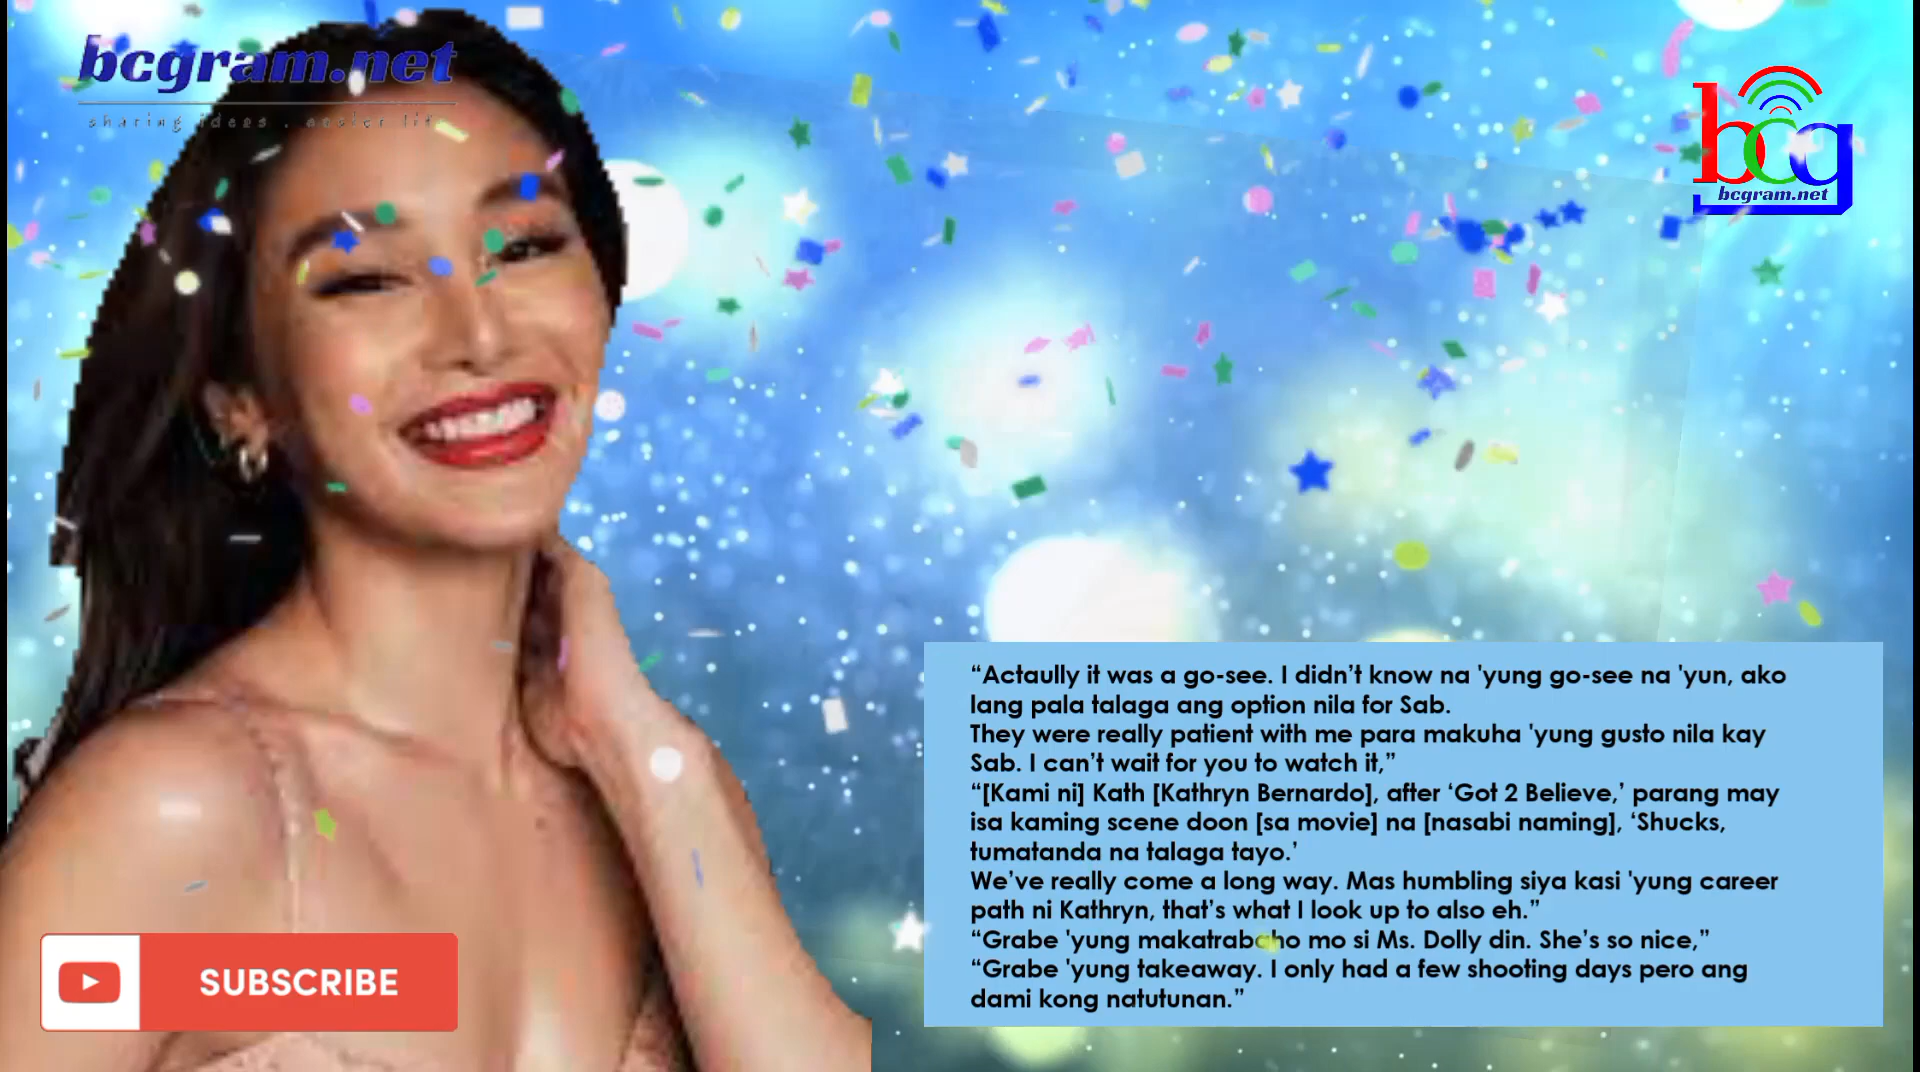 bcgram.net
sharing ideas . easier life
bcg
bcgram.net
“Actaully it was a go-see. I didn’t know na 'yung go-see na 'yun, ako
lang pala talaga ang option nila for Sab.
They were really patient with me para makuha 'yung gusto nila kay
Sab. I can’t wait for you to watch it,”
“[Kami ni] Kath [Kathryn Bernardo], after ‘Got 2 Believe,’ parang may
isa kaming scene doon [sa movie] na [nasabi naming], ‘Shucks,
tumatanda na talaga tayo.’
We’ve really come a long way. Mas humbling siya kasi 'yung career
path ni Kathryn, that’s what I look up to also eh.”
“Grabe 'yung makatrabaho mo si Ms. Dolly din. She’s so nice,”
“Grabe 'yung takeaway. I only had a few shooting days pero ang
dami kong natutunan.”
SUBSCRIBE